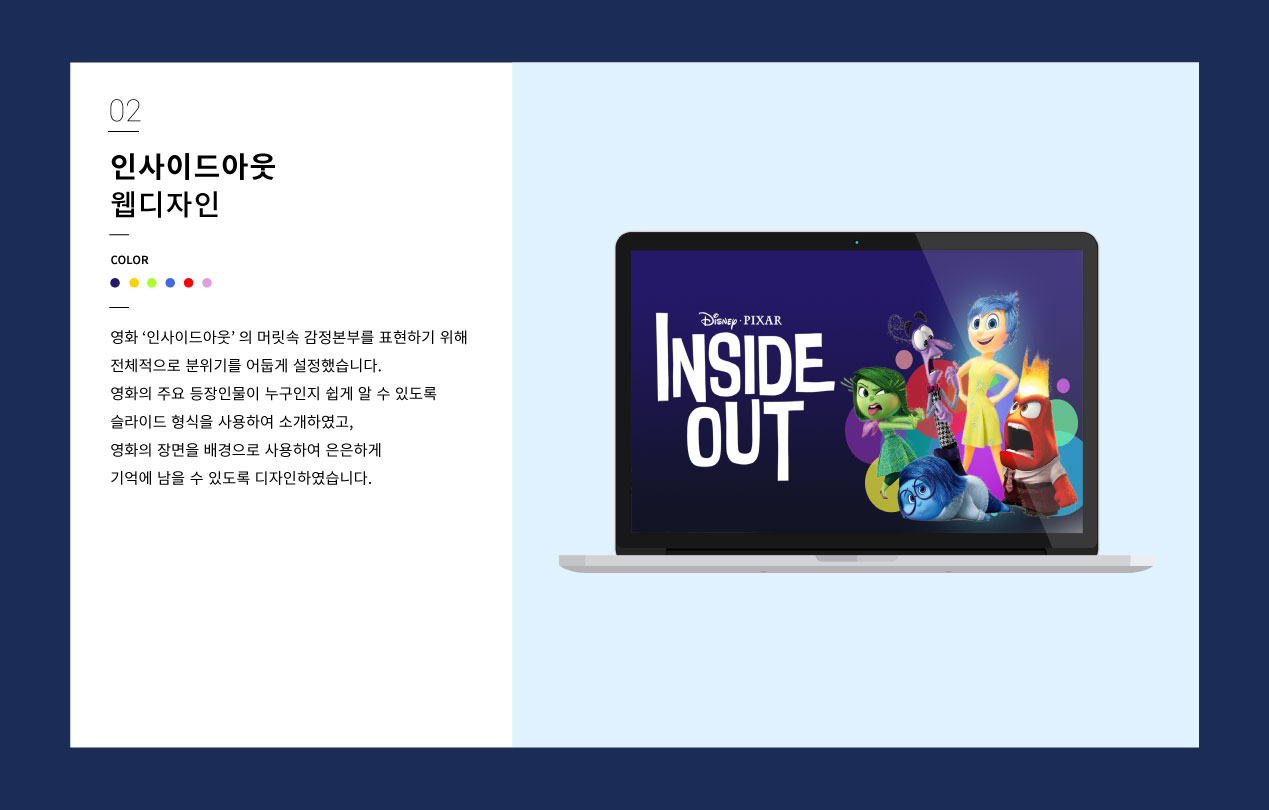 02
인사이드아웃
웹디자인
COLOR
영화 ‘인사이드아웃’ 의 머릿속 감정본부를 표현하기 위해
전체적으로 분위기를 어둡게 설정했습니다.
영화의 주요 등장인물이 누구인지 쉽게 알 수 있도록
슬라이드 형식을 사용하여 소개하였고,
영화의 장면을 배경으로 사용하여 은은하게
기억에 남을 수 있도록 디자인하였습니다.
Disney · PIXAR
INSIDE
OUT